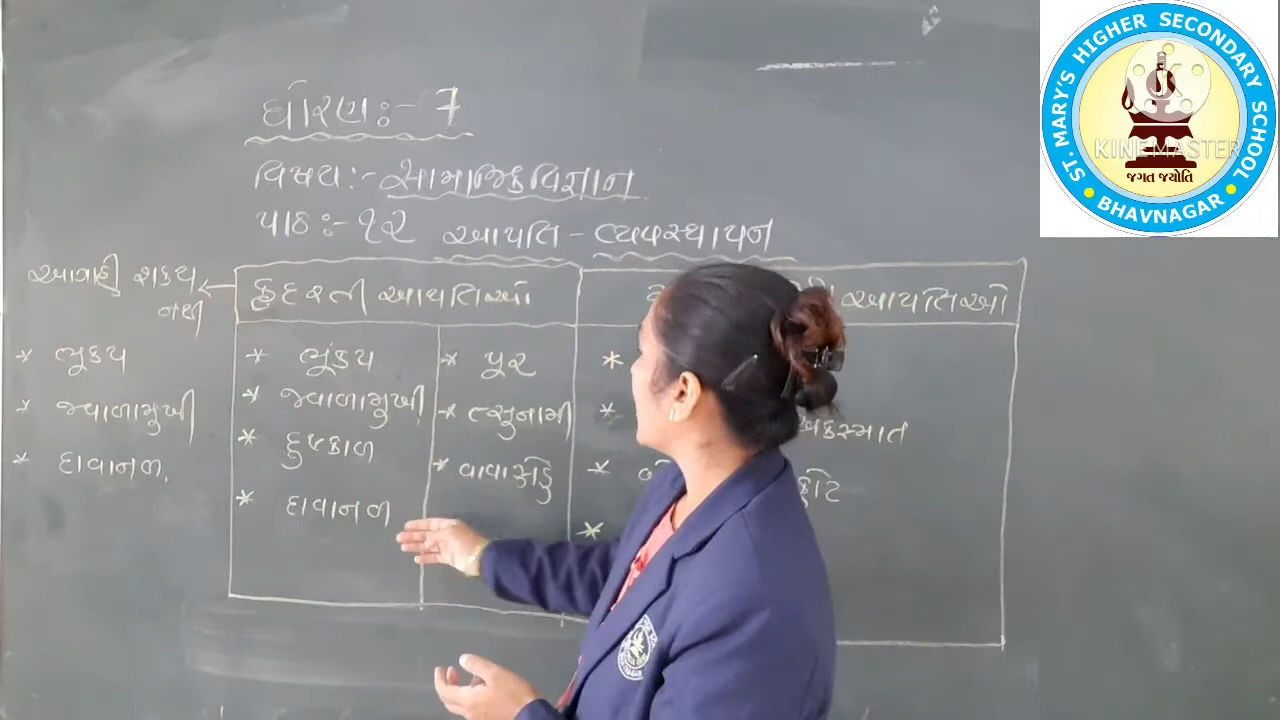 ધોરણઃ- 7
વિષયઃ- સામાજિક વિજ્ઞાન
પાઠઃ- ૧૨ આપત્તિ - વ્યવસ્થાપન
આગાહી શક્ય નથી
કુદરતી આપત્તિઓ
આપત્તિઓ
* ભૂકંપ
* જ્વાળામુખી
* દાવાનળ.
* ભૂકંપ
* જ્વાળામુખી
* દુષ્કાળ
* દાવાનળ
* પૂર
* ત્સુનામી
* વાવાઝોડું
*
* અકસ્માત
*
*
ST. MARY'S HIGHER SECONDARY SCHOOL
BHAVNAGAR
જગત જ્યોતિ
KINEMASTER